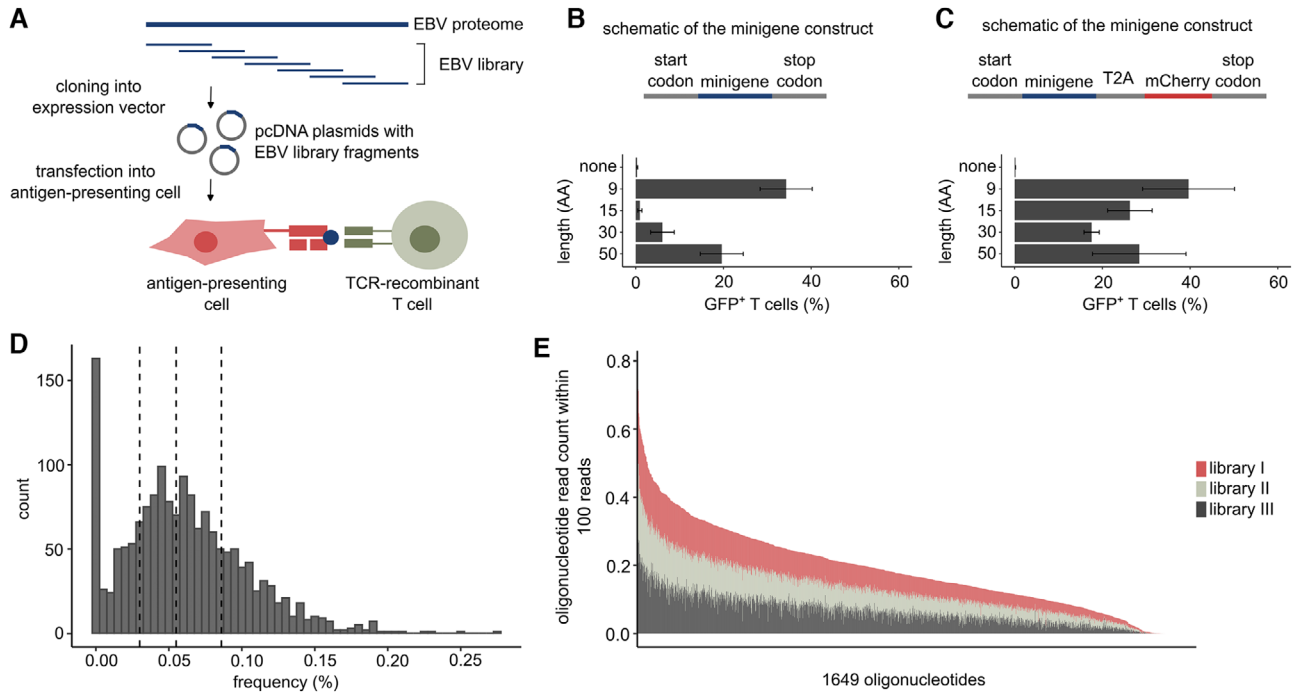 A
EBV proteome
EBV library
cloning into
expression vector
pcDNA plasmids with
EBV library fragments
transfection into
antigen-presenting cell
antigen-presenting
cell
TCR-recombinant
T cell
B
schematic of the minigene construct
start
codon
minigene
stop
codon
length (AA)
none
9
15
30
50
0
20
40
60
GFP⁺ T cells (%)
C
schematic of the minigene construct
start
codon
minigene
T2A
mCherry
stop
codon
length (AA)
none
9
15
30
50
0
20
40
60
GFP⁺ T cells (%)
D
count
150
100
50
0
0.00
0.05
0.10
0.15
0.20
0.25
frequency (%)
E
oligonucleotide read count within
100 reads
0.8
0.6
0.4
0.2
0.0
1649 oligonucleotides
library I
library II
library III